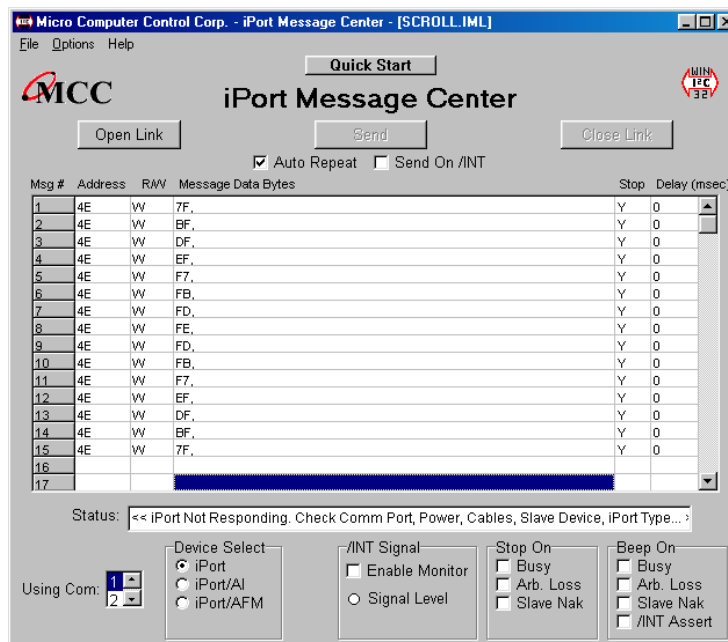 Micro Computer Control Corp. - iPort Message Center - [SCROLL.IML]
File Options Help
Quick Start
MCC
iPort Message Center
WIN
I²C
32
Open Link Send Close Link
Auto Repeat Send On /INT
Msg # Address R/W Message Data Bytes Stop Delay (msec)
1 4E W 7F, Y 0
2 4E W BF, Y 0
3 4E W DF, Y 0
4 4E W EF, Y 0
5 4E W F7, Y 0
6 4E W FB, Y 0
7 4E W FD, Y 0
8 4E W FE, Y 0
9 4E W FD, Y 0
10 4E W FB, Y 0
11 4E W F7, Y 0
12 4E W EF, Y 0
13 4E W DF, Y 0
14 4E W BF, Y 0
15 4E W 7F, Y 0
16
17
Status: << iPort Not Responding. Check Comm Port, Power, Cables, Slave Device, iPort Type... >
Using Com: 1 2
Device Select
iPort
iPort/AI
iPort/AFM
/INT Signal
Enable Monitor
Signal Level
Stop On
Busy
Arb. Loss
Slave Nak
Beep On
Busy
Arb. Loss
Slave Nak
/INT Assert